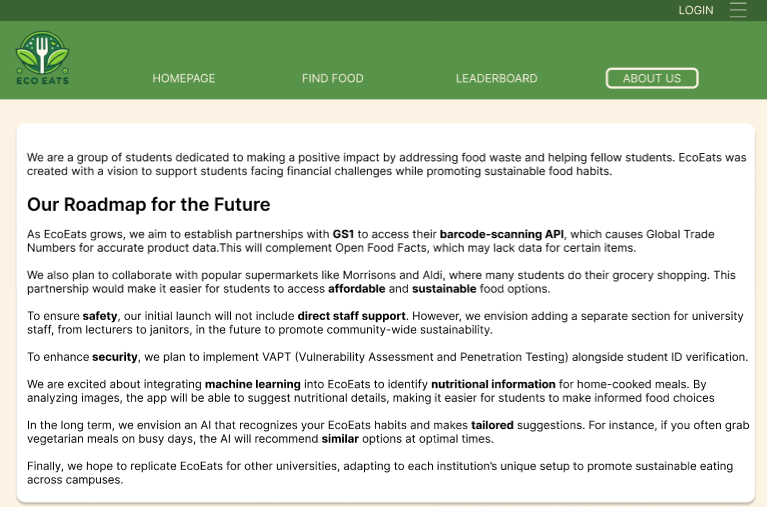 LOGIN
ECO EATS
HOMEPAGE
FIND FOOD
LEADERBOARD
ABOUT US
We are a group of students dedicated to making a positive impact by addressing food waste and helping fellow students. EcoEats was
created with a vision to support students facing financial challenges while promoting sustainable food habits.
Our Roadmap for the Future
As EcoEats grows, we aim to establish partnerships with GS1 to access their barcode-scanning API, which causes Global Trade
Numbers for accurate product data.This will complement Open Food Facts, which may lack data for certain items.
We also plan to collaborate with popular supermarkets like Morrisons and Aldi, where many students do their grocery shopping. This
partnership would make it easier for students to access affordable and sustainable food options.
To ensure safety, our initial launch will not include direct staff support. However, we envision adding a separate section for university
staff, from lecturers to janitors, in the future to promote community-wide sustainability.
To enhance security, we plan to implement VAPT (Vulnerability Assessment and Penetration Testing) alongside student ID verification.
We are excited about integrating machine learning into EcoEats to identify nutritional information for home-cooked meals. By
analyzing images, the app will be able to suggest nutritional details, making it easier for students to make informed food choices
In the long term, we envision an AI that recognizes your EcoEats habits and makes tailored suggestions. For instance, if you often grab
vegetarian meals on busy days, the AI will recommend similar options at optimal times.
Finally, we hope to replicate EcoEats for other universities, adapting to each institution's unique setup to promote sustainable eating
across campuses.